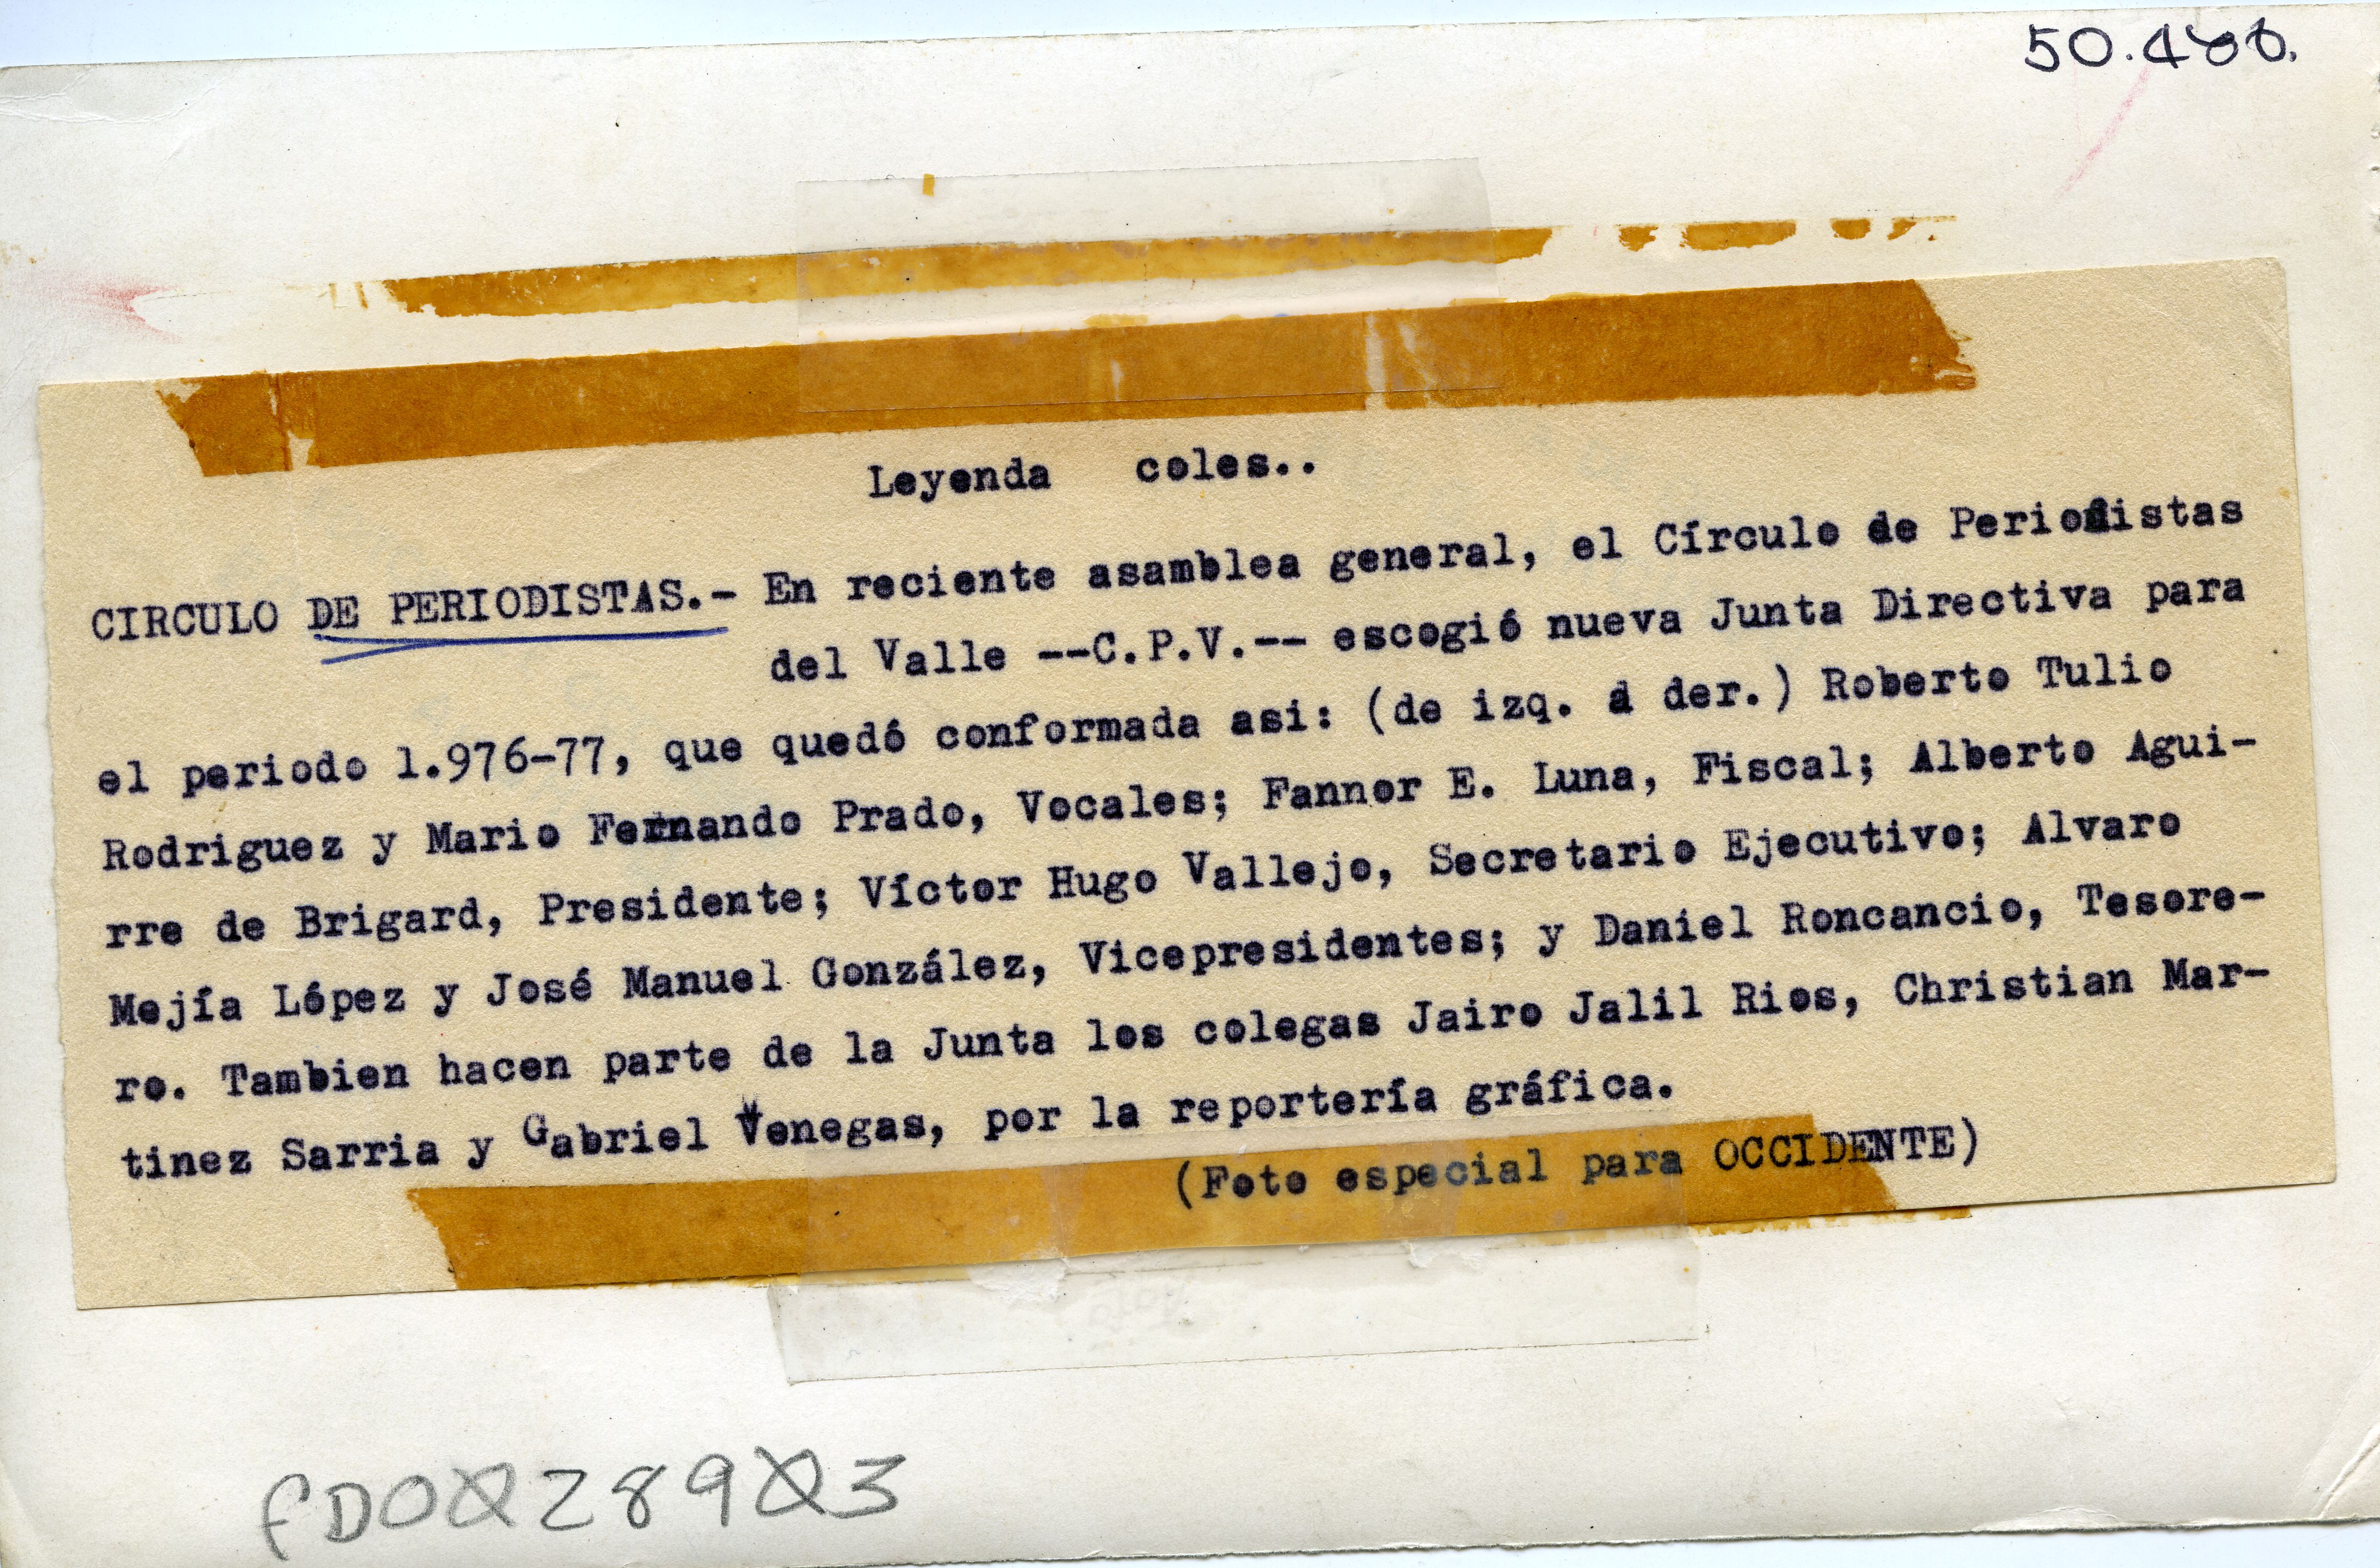 50.488.
Leyenda coles..
CIRCULO DE PERIODISTAS.- En reciente asamblea general, el Círculo de Periodistas
del Valle --C.P.V.-- escogió nueva Junta Directiva para
el periodo 1.976-77, que quedó conformada asi: (de izq. a der.) Roberto Tulio
Rodriguez y Mario Fernando Prado, Vocales; Fannor E. Luna, Fiscal; Alberto Agui-
rre de Brigard, Presidente; Víctor Hugo Vallejo, Secretario Ejecutivo; Alvaro
Mejía López y José Manuel González, Vicepresidentes; y Daniel Roncancio, Tesore-
ro. Tambien hacen parte de la Junta los colegas Jairo Jalil Rios, Christian Mar-
tinez Sarria y Gabriel Venegas, por la reportería gráfica.
(Foto especial para OCCIDENTE)